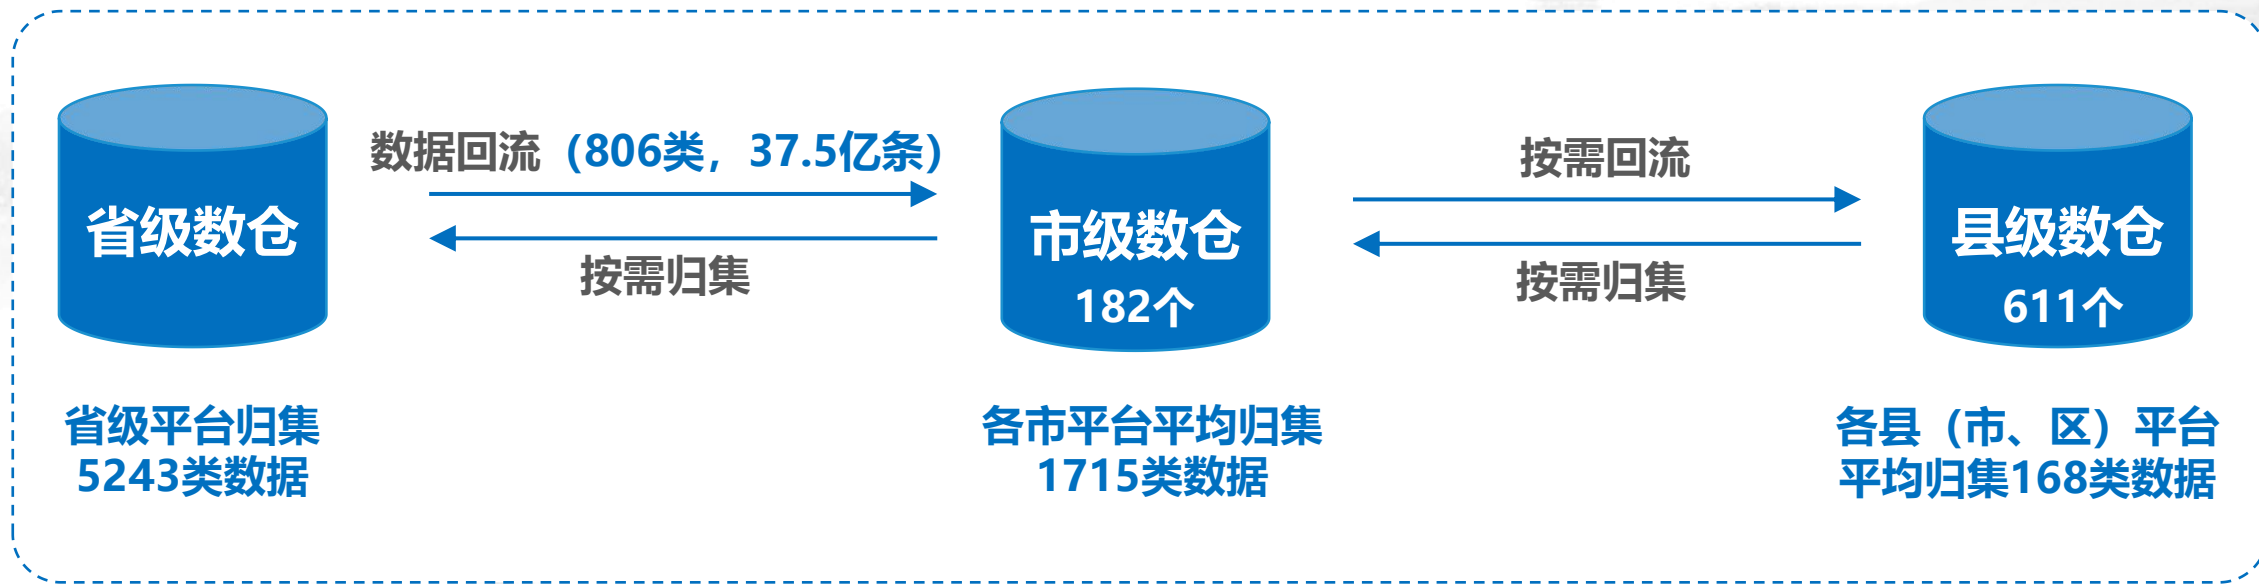 省级数仓
数据回流（806类，37.5亿条）
按需归集
市级数仓
182个
按需回流
按需归集
县级数仓
611个
省级平台归集
5243类数据
各市平台平均归集
1715类数据
各县（市、区）平台
平均归集168类数据